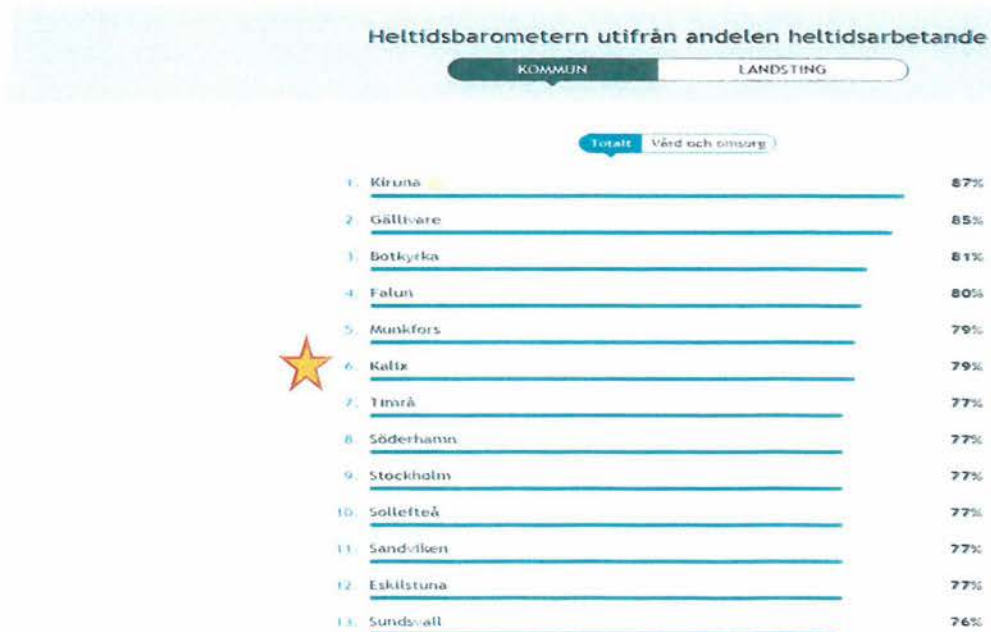 Heltidsbarometern utifrån andelen heltidsarbetande
KOMMUN LANDSTING
Totalt Vård och omsorg
1. Kiruna 87%
2. Gällivare 85%
3. Botkyrka 81%
4. Falun 80%
5. Munkfors 79%
6. Kalix 79%
7. Timrå 77%
8. Söderhamn 77%
9. Stockholm 77%
10. Sollefteå 77%
11. Sandviken 77%
12. Eskilstuna 77%
13. Sundsvall 76%